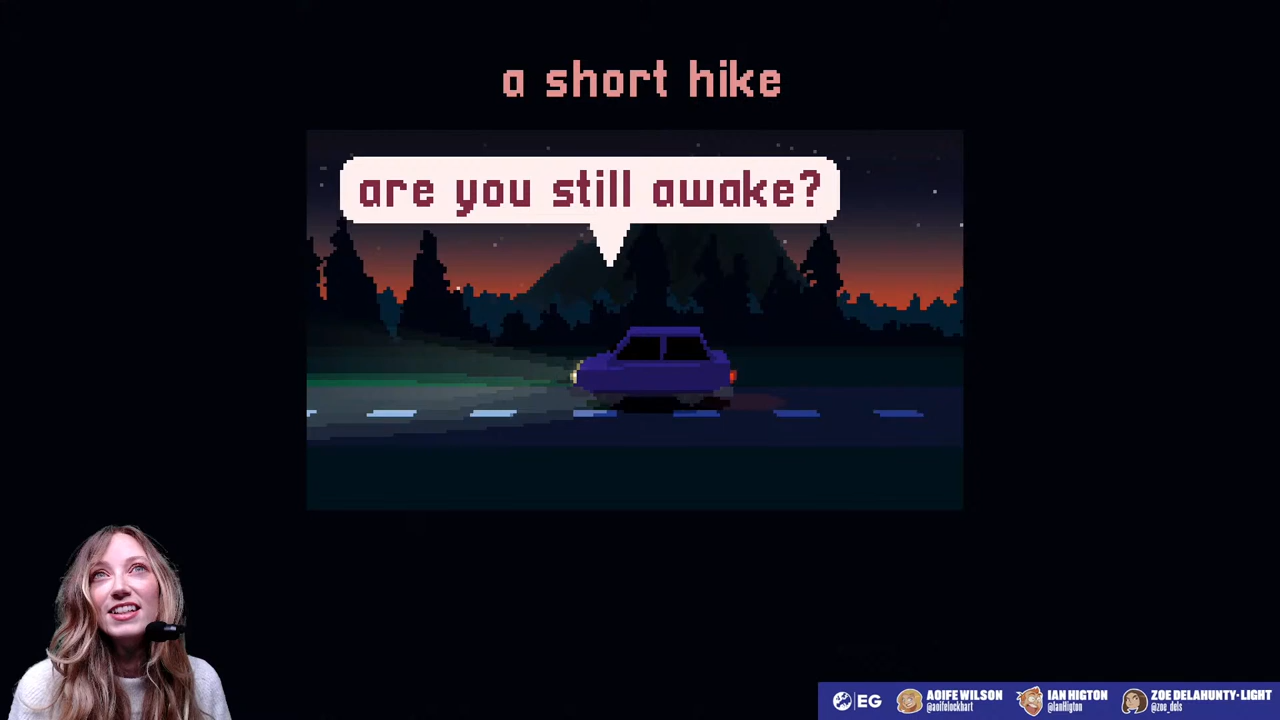 a short hike
are you still awake?
EG
AOIFE WILSON
@aoifelockhart
IAN HIGTON
@IanHigton
ZOE DELAHUNTY-LIGHT
@zoe_dels